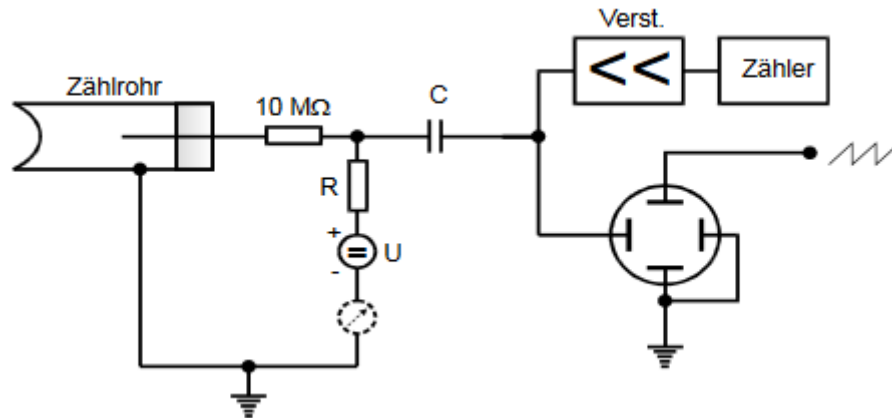 Verst.
Zählrohr
<< Zähler
10 MΩ
C
R
+
= U
-